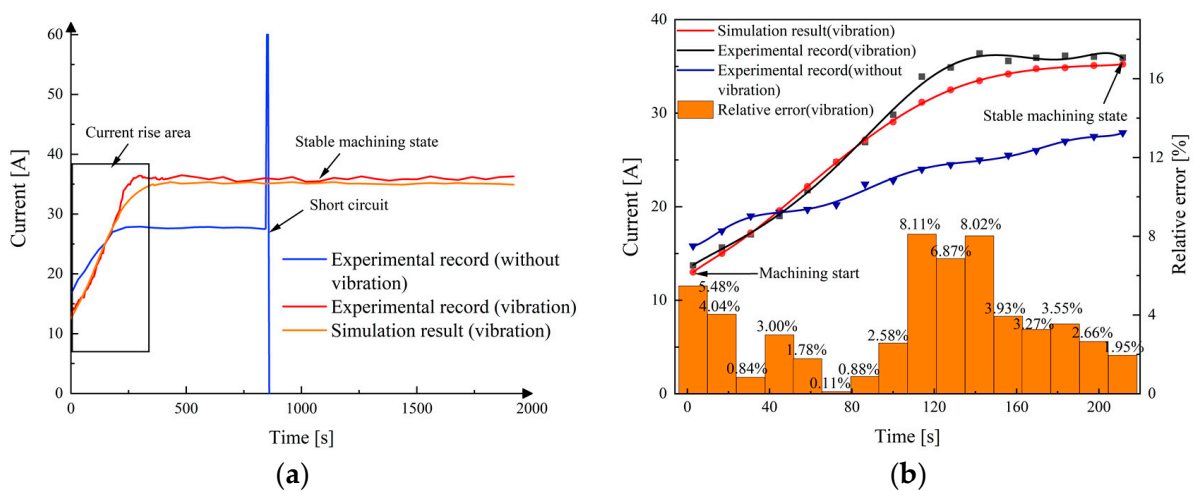 60
50
40
30
20
10
0
Current [A]
0
500
1000
1500
2000
Time [s]
Current rise area
Stable machining state
Short circuit
Experimental record (without
vibration)
Experimental record (vibration)
Simulation result (vibration)
(a)
40
30
20
10
0
Current [A]
Simulation result(vibration)
Experimental record(vibration)
Experimental record(without
vibration)
Relative error(vibration)
Stable machining state
Machining start
5.48%
4.04%
0.84%
3.00%
1.78%
0.11%
0.88%
2.58%
8.11%
6.87%
8.02%
3.93%
3.27%
3.55%
2.66%
1.95%
16
12
8
4
0
Relative error [%]
0
40
80
120
160
200
Time [s]
(b)